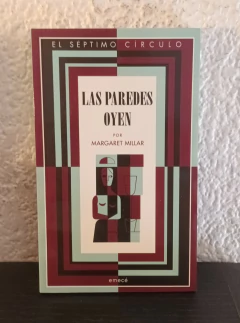 EL SÉPTIMO CÍRCULO
LAS PAREDES
OYEN
POR
MARGARET MILLAR
emecé